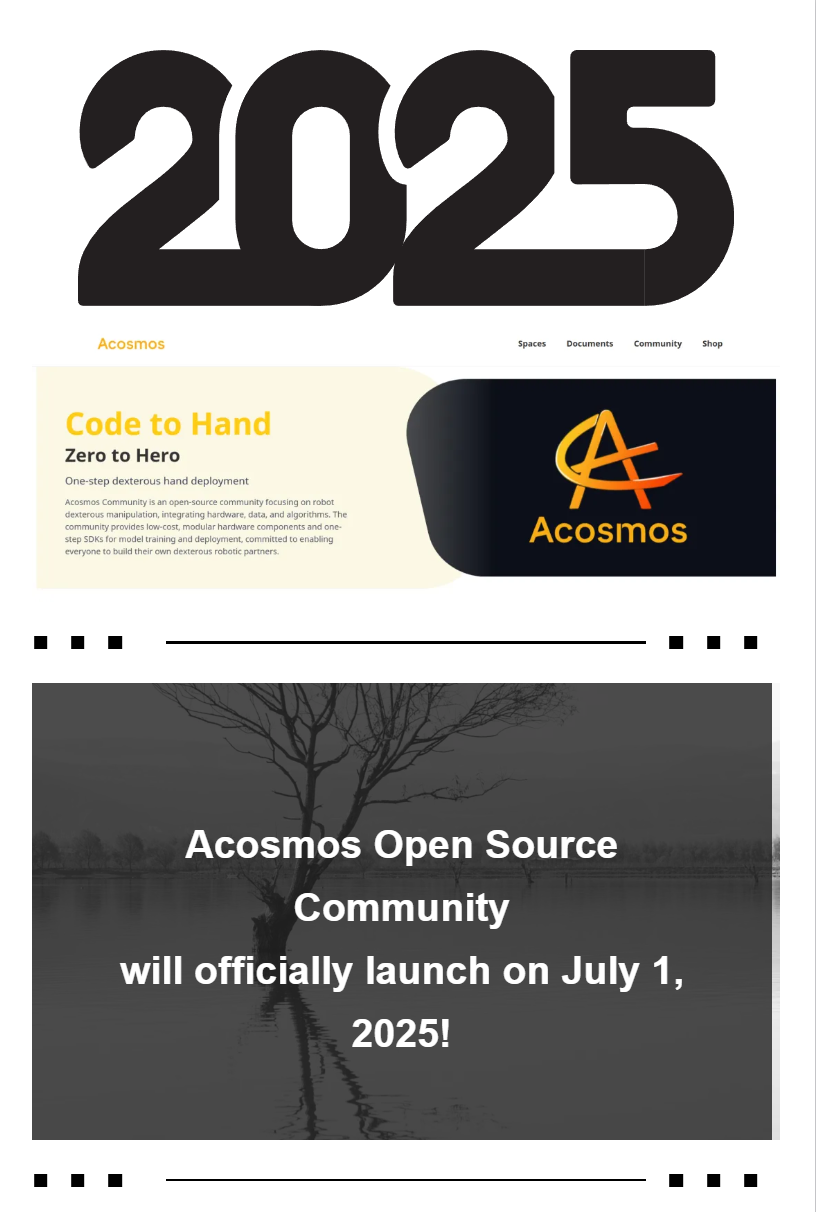 2025
Acosmos
Spaces Documents Community Shop
Code to Hand
Zero to Hero
One-step dexterous hand deployment
Acosmos Community is an open-source community focusing on robot
dexterous manipulation, integrating hardware, data, and algorithms. The
community provides low-cost, modular hardware components and one-
step SDKs for model training and deployment, committed to enabling
everyone to build their own dexterous robotic partners.
Acosmos
Acosmos Open Source
Community
will officially launch on July 1,
2025!